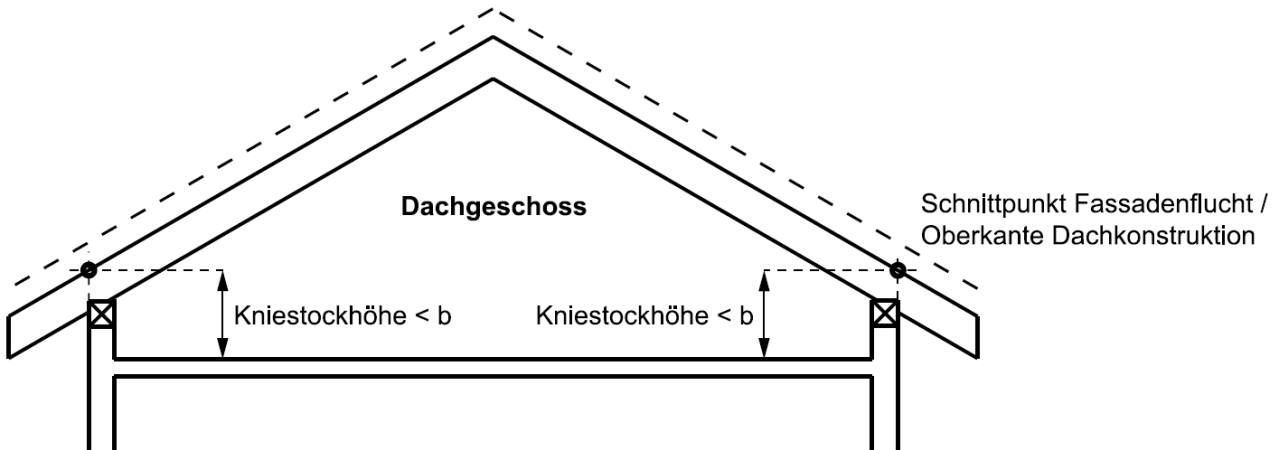 Dachgeschoss
Schnittpunkt Fassadenflucht /
Oberkante Dachkonstruktion
Kniestockhöhe < b
Kniestockhöhe < b